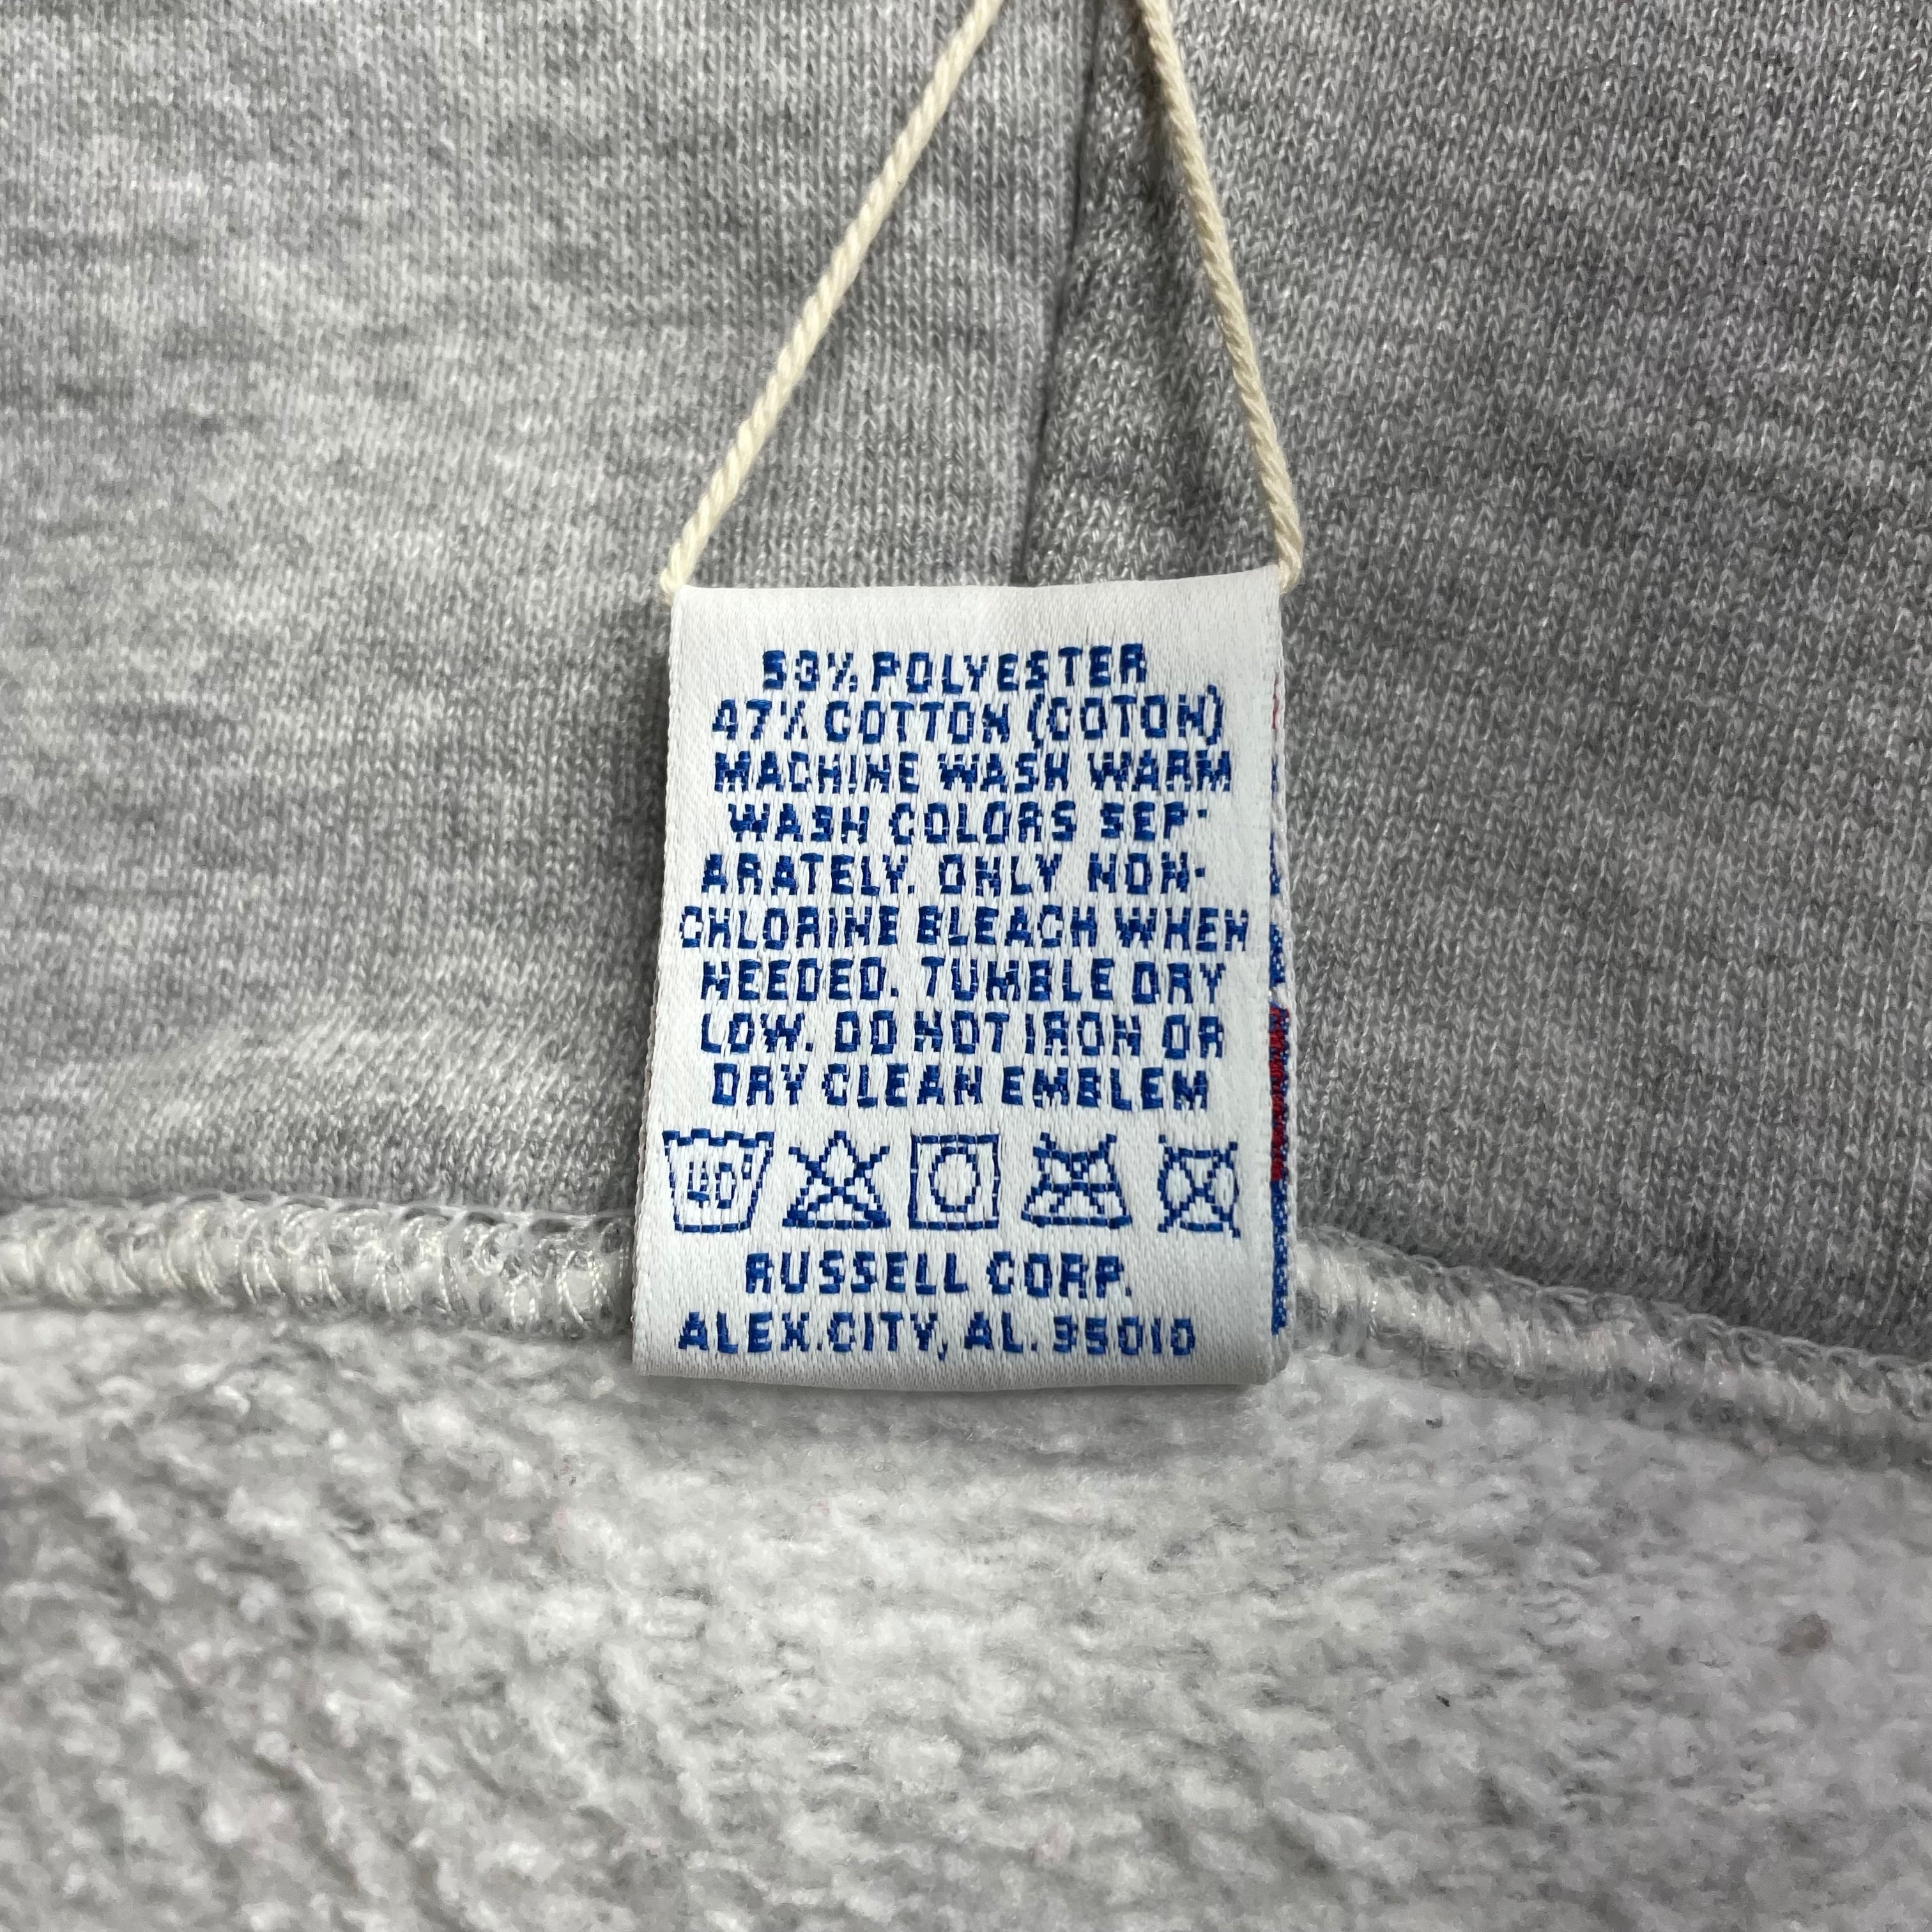 53% POLYESTER
47% COTTON (COTON)
MACHINE WASH WARM
WASH COLORS SEP-
ARATELY. ONLY NON-
CHLORINE BLEACH WHEN
NEEDED. TUMBLE DRY
LOW. DO NOT IRON OR
DRY CLEAN EMBLEM
40°
RUSSELL CORP.
ALEX.CITY, AL. 35010